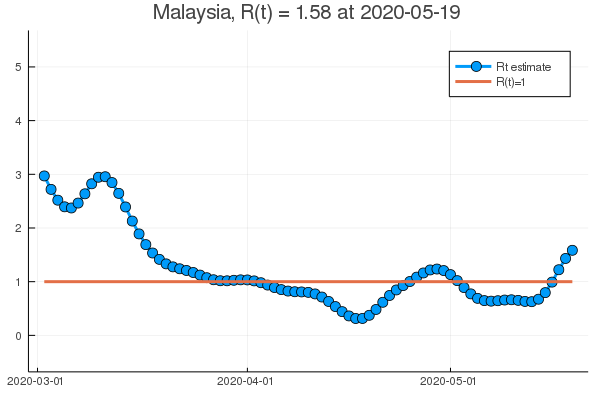 Malaysia, R(t) = 1.58 at 2020-05-19
5
4
3
2
1
0
Rt estimate
R(t)=1
2020-03-01 2020-04-01 2020-05-01